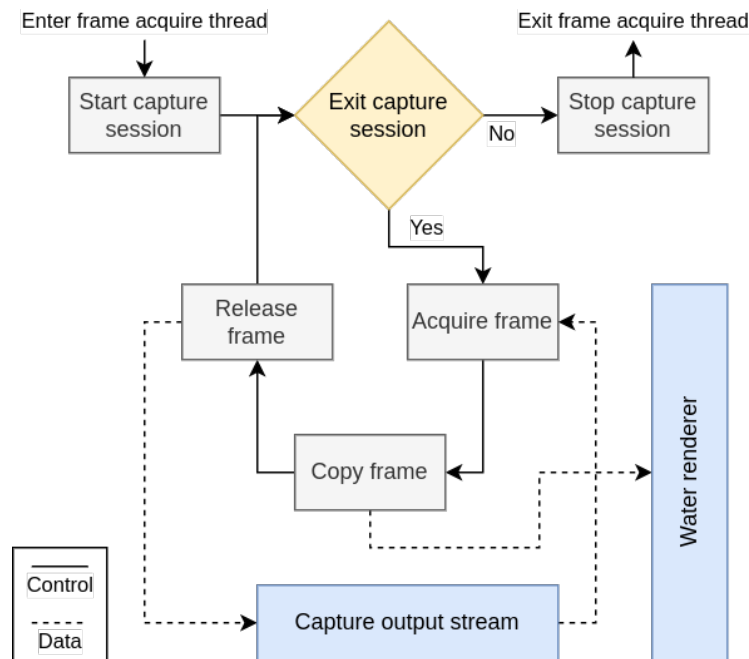 Enter frame acquire thread
Exit frame acquire thread
Start capture
session
Exit capture
session
No
Stop capture
session
Yes
Release
frame
Acquire frame
Copy frame
Water renderer
Control
Data
Capture output stream